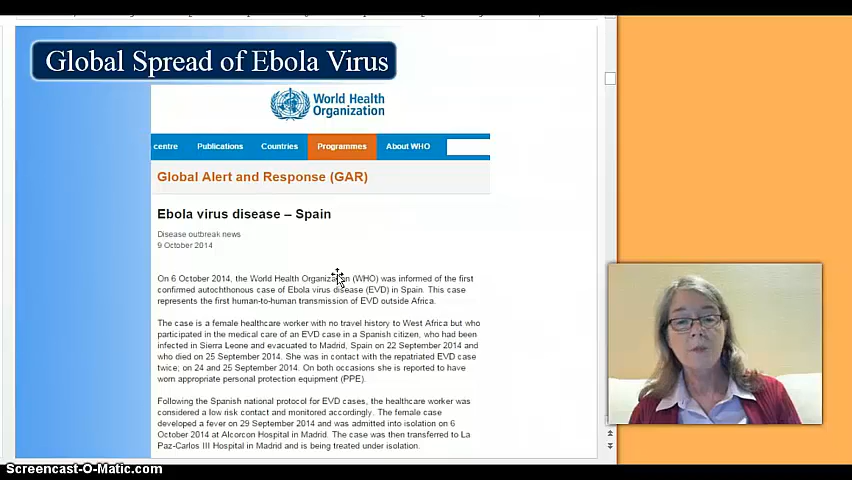 Global Spread of Ebola Virus
World Health
Organization
centre Publications Countries Programmes About WHO
Global Alert and Response (GAR)
Ebola virus disease – Spain
Disease outbreak news
9 October 2014
On 6 October 2014, the World Health Organization (WHO) was informed of the first
confirmed autochthonous case of Ebola virus disease (EVD) in Spain. This case
represents the first human-to-human transmission of EVD outside Africa.
The case is a female healthcare worker with no travel history to West Africa but who
participated in the medical care of an EVD case in a Spanish citizen, who had been
infected in Sierra Leone and evacuated to Madrid, Spain on 22 September 2014 and
who died on 25 September 2014. She was in contact with the repatriated EVD case
twice; on 24 and 25 September 2014. On both occasions she is reported to have
worn appropriate personal protection equipment (PPE).
Following the Spanish national protocol for EVD cases, the healthcare worker was
considered a low risk contact and monitored accordingly. The female case
developed a fever on 29 September 2014 and was admitted into isolation on 6
October 2014 at Alcorcon Hospital in Madrid. The case was then transferred to La
Paz-Carlos III Hospital in Madrid and is being treated under isolation.
Screencast-O-Matic.com